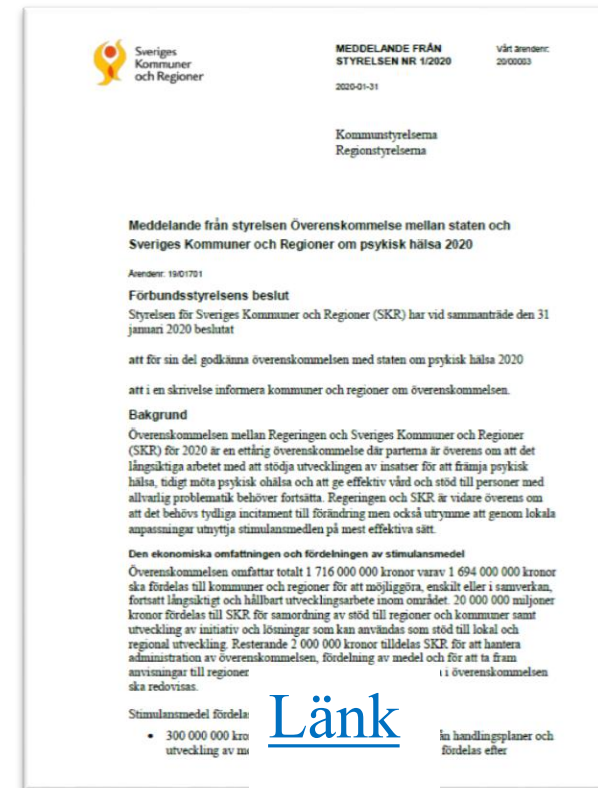 Sveriges
Kommuner
och Regioner
MEDDELANDE FRÅN
STYRELSEN NR 1/2020
Vårt ärendenr:
20/00003
2020-01-31
Kommunstyrelserna
Regionstyrelserna
Meddelande från styrelsen Överenskommelse mellan staten och
Sveriges Kommuner och Regioner om psykisk hälsa 2020
Ärendenr: 19/01701
Förbundsstyrelsens beslut
Styrelsen för Sveriges Kommuner och Regioner (SKR) har vid sammanträde den 31
januari 2020 beslutat
att för sin del godkänna överenskommelsen med staten om psykisk hälsa 2020
att i en skrivelse informera kommuner och regioner om överenskommelsen.
Bakgrund
Överenskommelsen mellan Regeringen och Sveriges Kommuner och Regioner
(SKR) för 2020 är en ettårig överenskommelse där parterna är överens om att det
långsiktiga arbetet med att stödja utvecklingen av insatser för att främja psykisk
hälsa, tidigt möta psykisk ohälsa och att ge effektiv vård och stöd till personer med
allvarlig problematik behöver fortsätta. Regeringen och SKR är vidare överens om
att det behövs tydliga incitament till förändring men också utrymme att genom lokala
anpassningar utnyttja stimulansmedlen på mest effektiva sätt.
Den ekonomiska omfattningen och fördelningen av stimulansmedel
Överenskommelsen omfattar totalt 1 716 000 000 kronor varav 1 694 000 000 kronor
ska fördelas till kommuner och regioner för att möjliggöra, enskilt eller i samverkan,
fortsatt långsiktigt och hållbart utvecklingsarbete inom området. 20 000 000 miljoner
kronor fördelas till SKR för samordning av stöd till regioner och kommuner samt
utveckling av initiativ och lösningar som kan användas som stöd till lokal och
regional utveckling. Resterande 2 000 000 kronor tilldelas SKR för att hantera
administration av överenskommelsen, fördelning av medel och för att ta fram
anvisningar till regioner i överenskommelsen
ska redovisas.
Stimulansmedel fördela
Länk
• 300 000 000 kro ån handlingsplaner och
utveckling av me fördelas efter